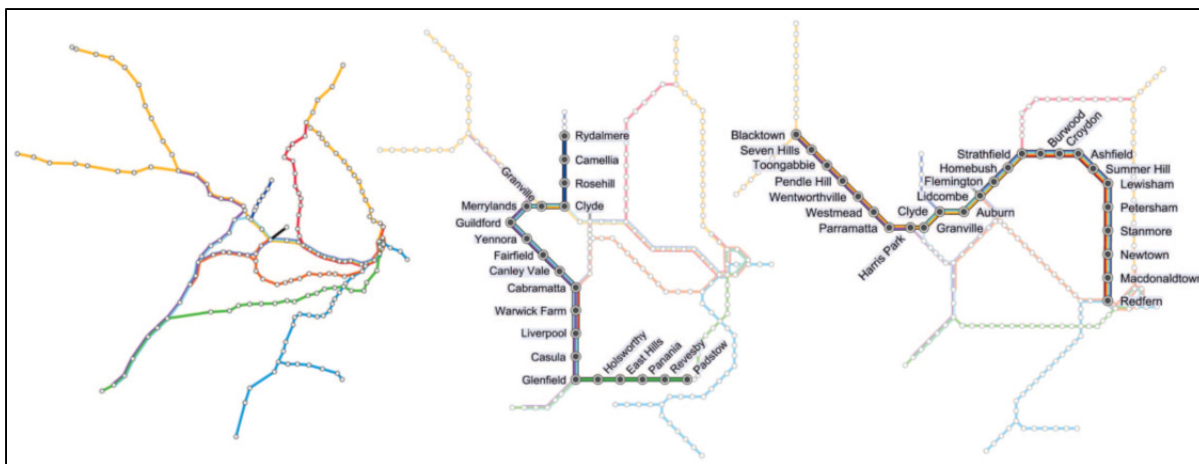 Rydalmere
Camellia
Rosehill
Granville
Clyde
Merrylands
Guildford
Yennora
Fairfield
Canley Vale
Cabramatta
Warwick Farm
Liverpool
Casula
Glenfield
Holsworthy
East Hills
Panania
Revesby
Padstow
Blacktown
Seven Hills
Toongabbie
Pendle Hill
Wentworthville
Westmead
Parramatta
Harris Park
Granville
Clyde
Auburn
Lidcombe
Flemington
Homebush
Strathfield
Burwood
Croydon
Ashfield
Summer Hill
Lewisham
Petersham
Stanmore
Newtown
Macdonaldtown
Redfern